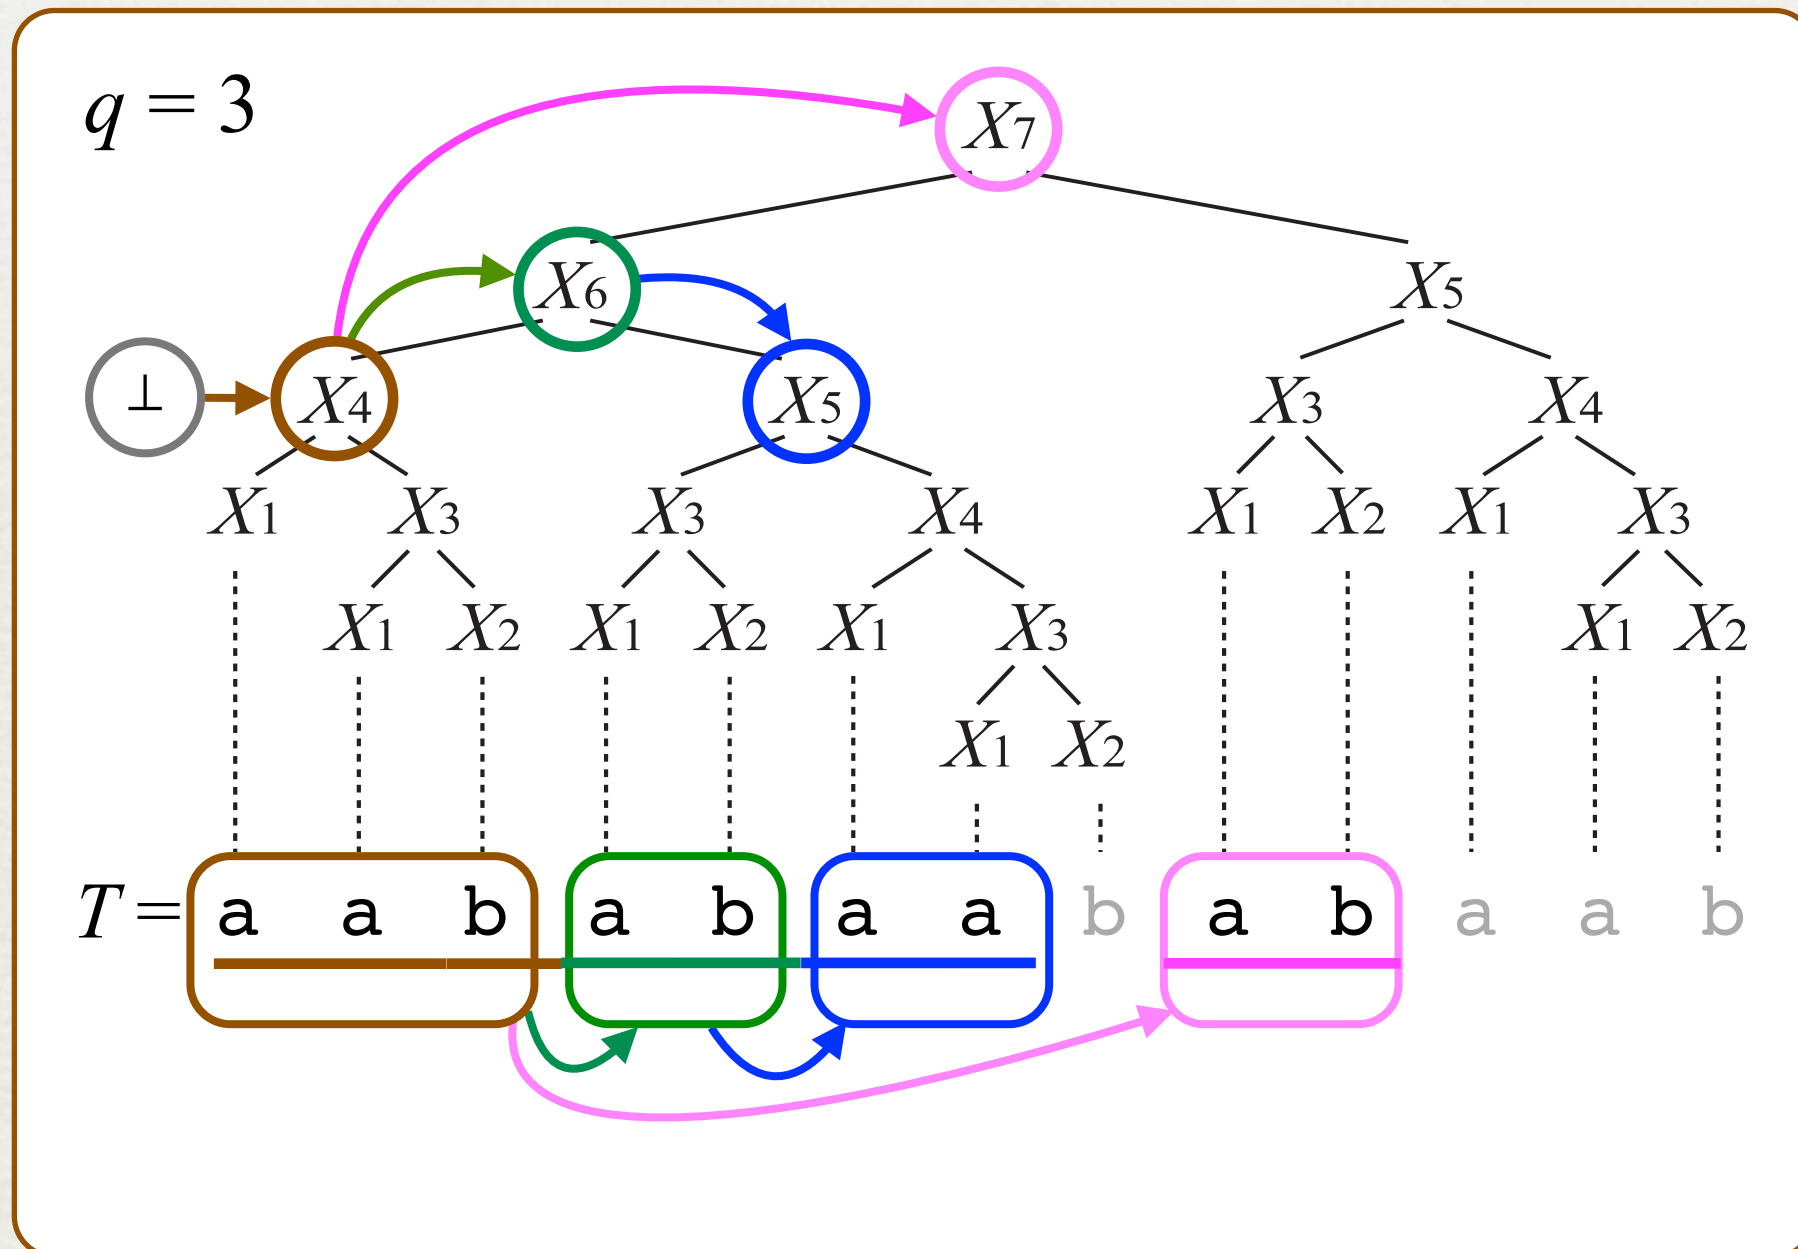 q = 3
X7
X6 X5
⊥ X4 X5 X3 X4
X1 X3 X3 X4 X1 X2 X1 X3
X1 X2 X1 X2 X1 X3 X1 X2
X1 X2
T = a a b a b a a b a b a a b